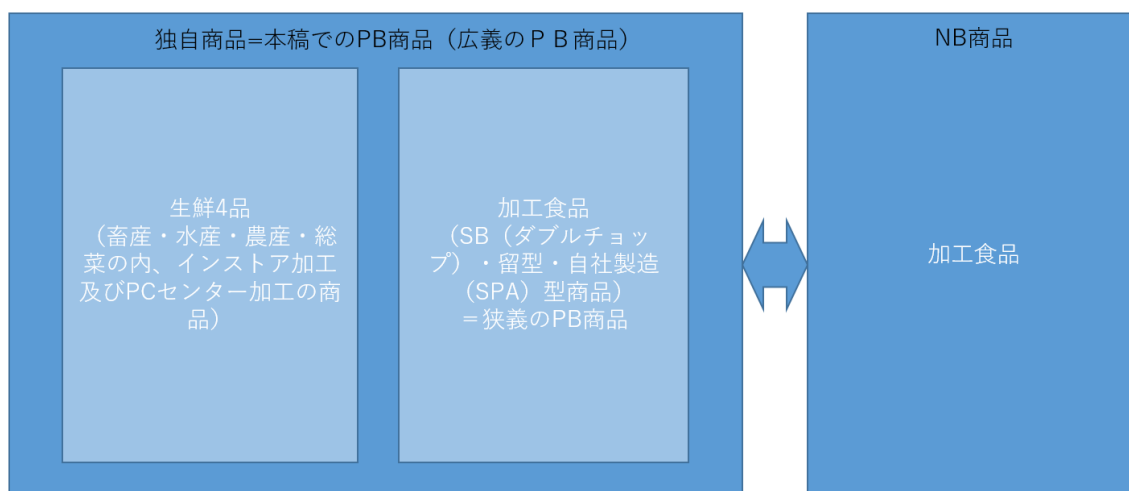 独自商品=本稿でのPB商品（広義のＰＢ商品）
生鮮4品
（畜産・水産・農産・総
菜の内、インストア加工
及びPCセンター加工の商
品）
加工食品
（SB（ダブルチョッ
プ）・留型・自社製造
（SPA）型商品）
＝狭義のPB商品
NB商品
加工食品